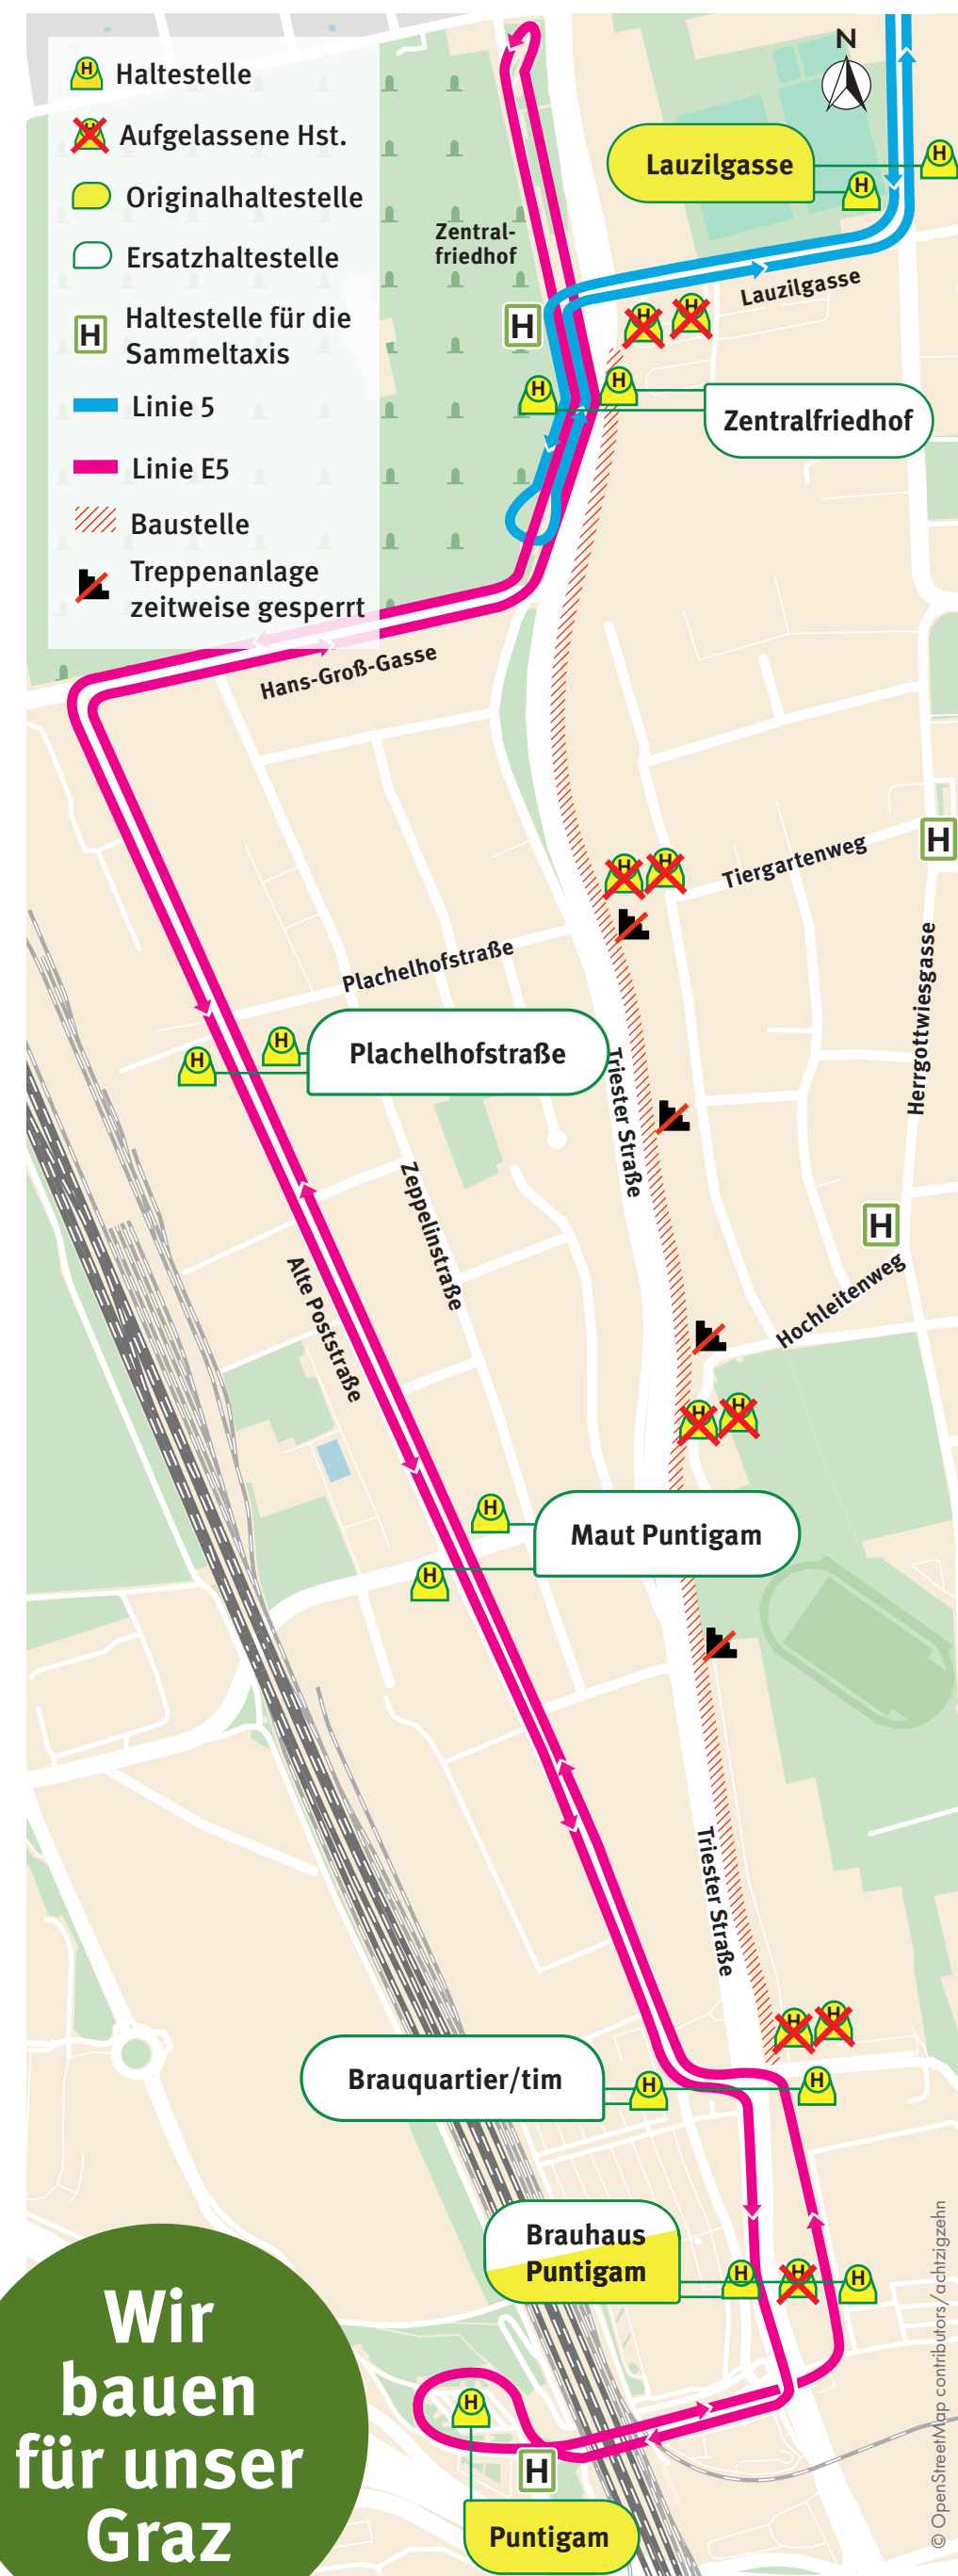 H Haltestelle
H Aufgelassene Hst.
Originalhaltestelle
Ersatzhaltestelle
H Haltestelle für die
Sammeltaxis
Linie 5
Linie E5
Baustelle
Treppenanlage
zeitweise gesperrt
N
Lauzilgasse
H
H
Zentral-
friedhof
Lauzilgasse
H
H
H
H
H
Zentralfriedhof
Hans-Groß-Gasse
H
H
H
Tiergartenweg
Plachelhofstraße
Herrgottwiesgasse
H
H
Plachelhofstraße
Triester Straße
Zeppelinstraße
H
Alte Poststraße
Hochleitenweg
H
H
H
Maut Puntigam
H
Triester Straße
H
H
Brauquartier/tim
H
H
Brauhaus
Puntigam
H
H
H
H
H
Puntigam
Wir
bauen
für unser
Graz
© OpenStreetMap contributors/achtzigzehn